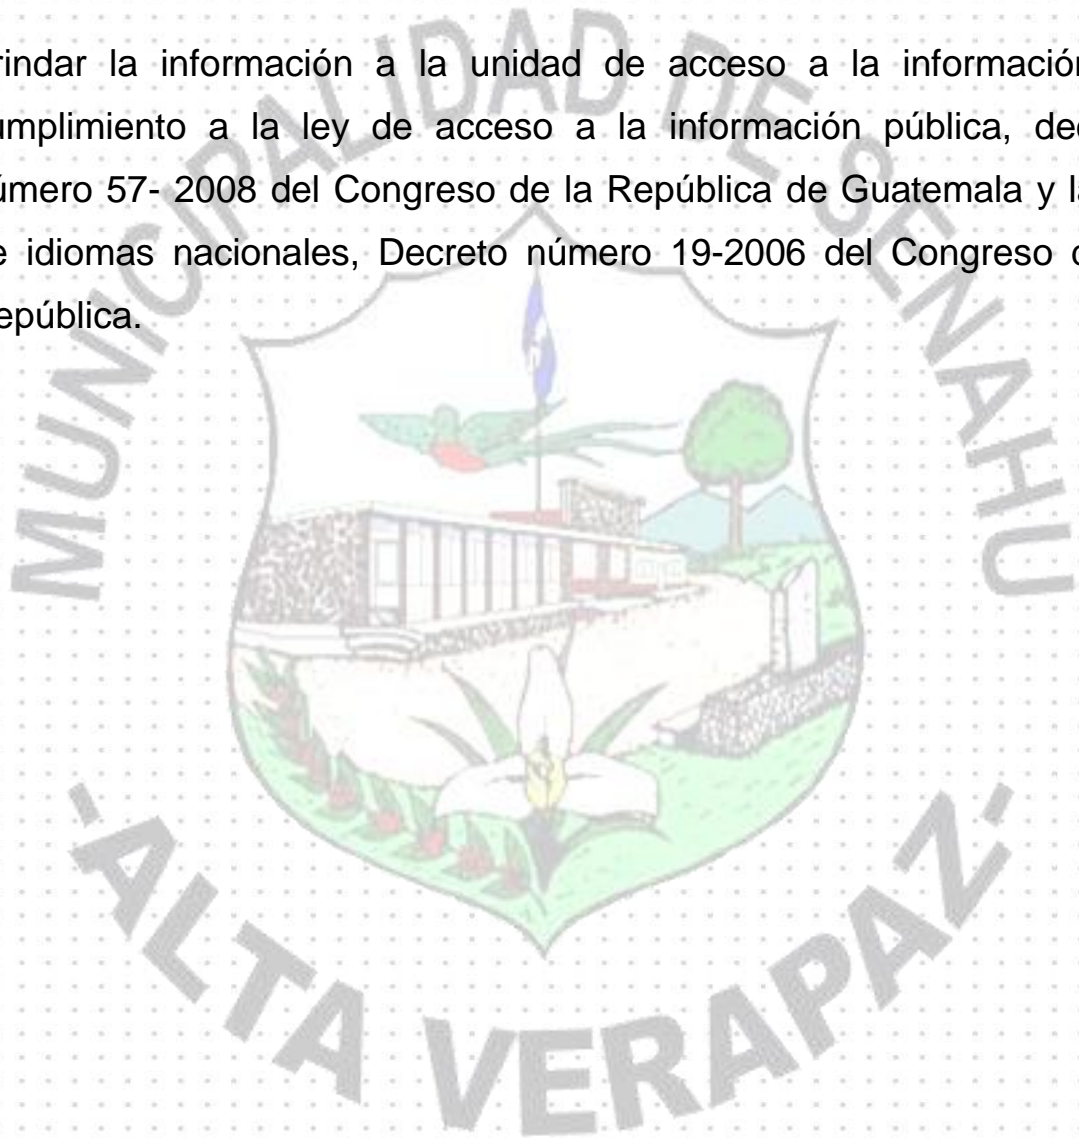 rindar la información a la unidad de acceso a la información
umplimiento a la ley de acceso a la información pública, dec
úmero 57- 2008 del Congreso de la República de Guatemala y l
e idiomas nacionales, Decreto número 19-2006 del Congreso
epública.
MUNICIPALIDAD DE SENAHU
-ALTA VERAPAZ-